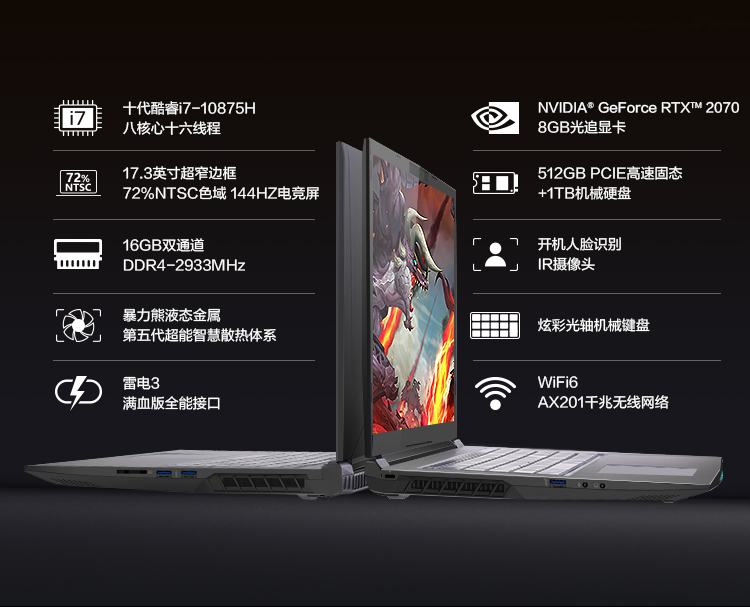 i7
十代酷睿i7-10875H
八核心十六线程
72%
NTSC
17.3英寸超窄边框
72%NTSC色域 144HZ电竞屏
16GB双通道
DDR4-2933MHz
暴力熊液态金属
第五代超能智慧散热体系
雷电3
满血版全能接口
NVIDIA® GeForce RTX™ 2070
8GB光追显卡
512GB PCIE高速固态
+1TB机械硬盘
开机人脸识别
IR摄像头
炫彩光轴机械键盘
WiFi6
AX201千兆无线网络